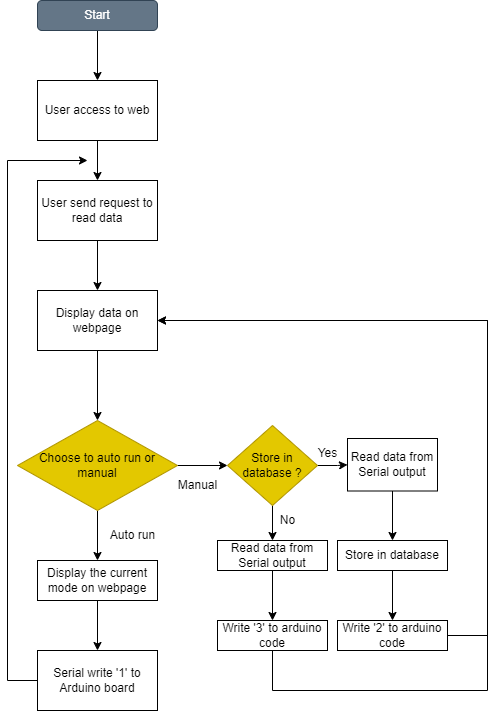 Start
User access to web
User send request to
read data
Display data on
webpage
Choose to auto run or
manual
Manual
Store in
database ?
Yes
Read data from
Serial output
No
Auto run
Read data from
Serial output
Store in database
Display the current
mode on webpage
Write '3' to arduino
code
Write '2' to arduino
code
Serial write '1' to
Arduino board